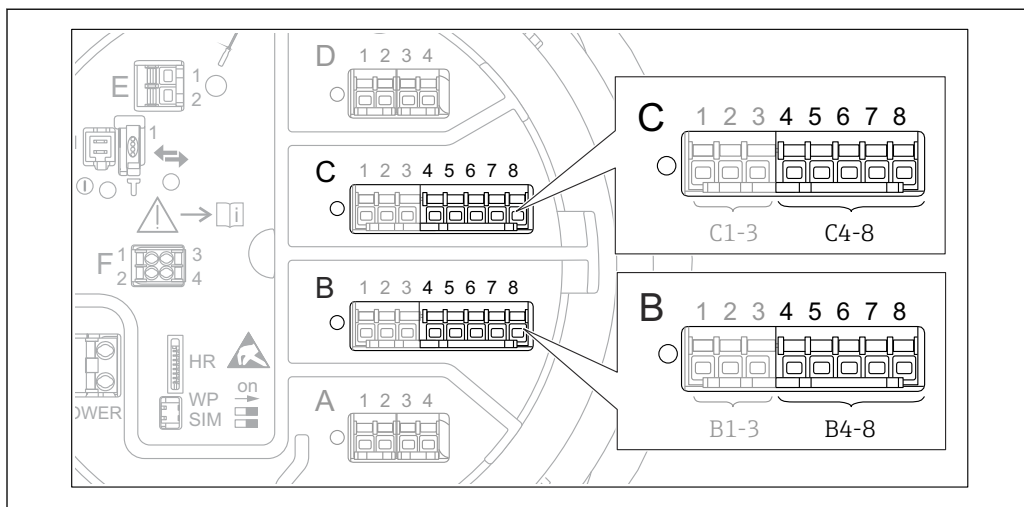 D 1 2 3 4
E 1
2
1
C 1 2 3 4 5 6 7 8
C 1 2 3 4 5 6 7 8
C1-3 C4-8
i
F 1 3
2 4
B 1 2 3 4 5 6 7 8
B 1 2 3 4 5 6 7 8
B1-3 B4-8
HR
WP on
SIM
OWER
A 1 2 3 4